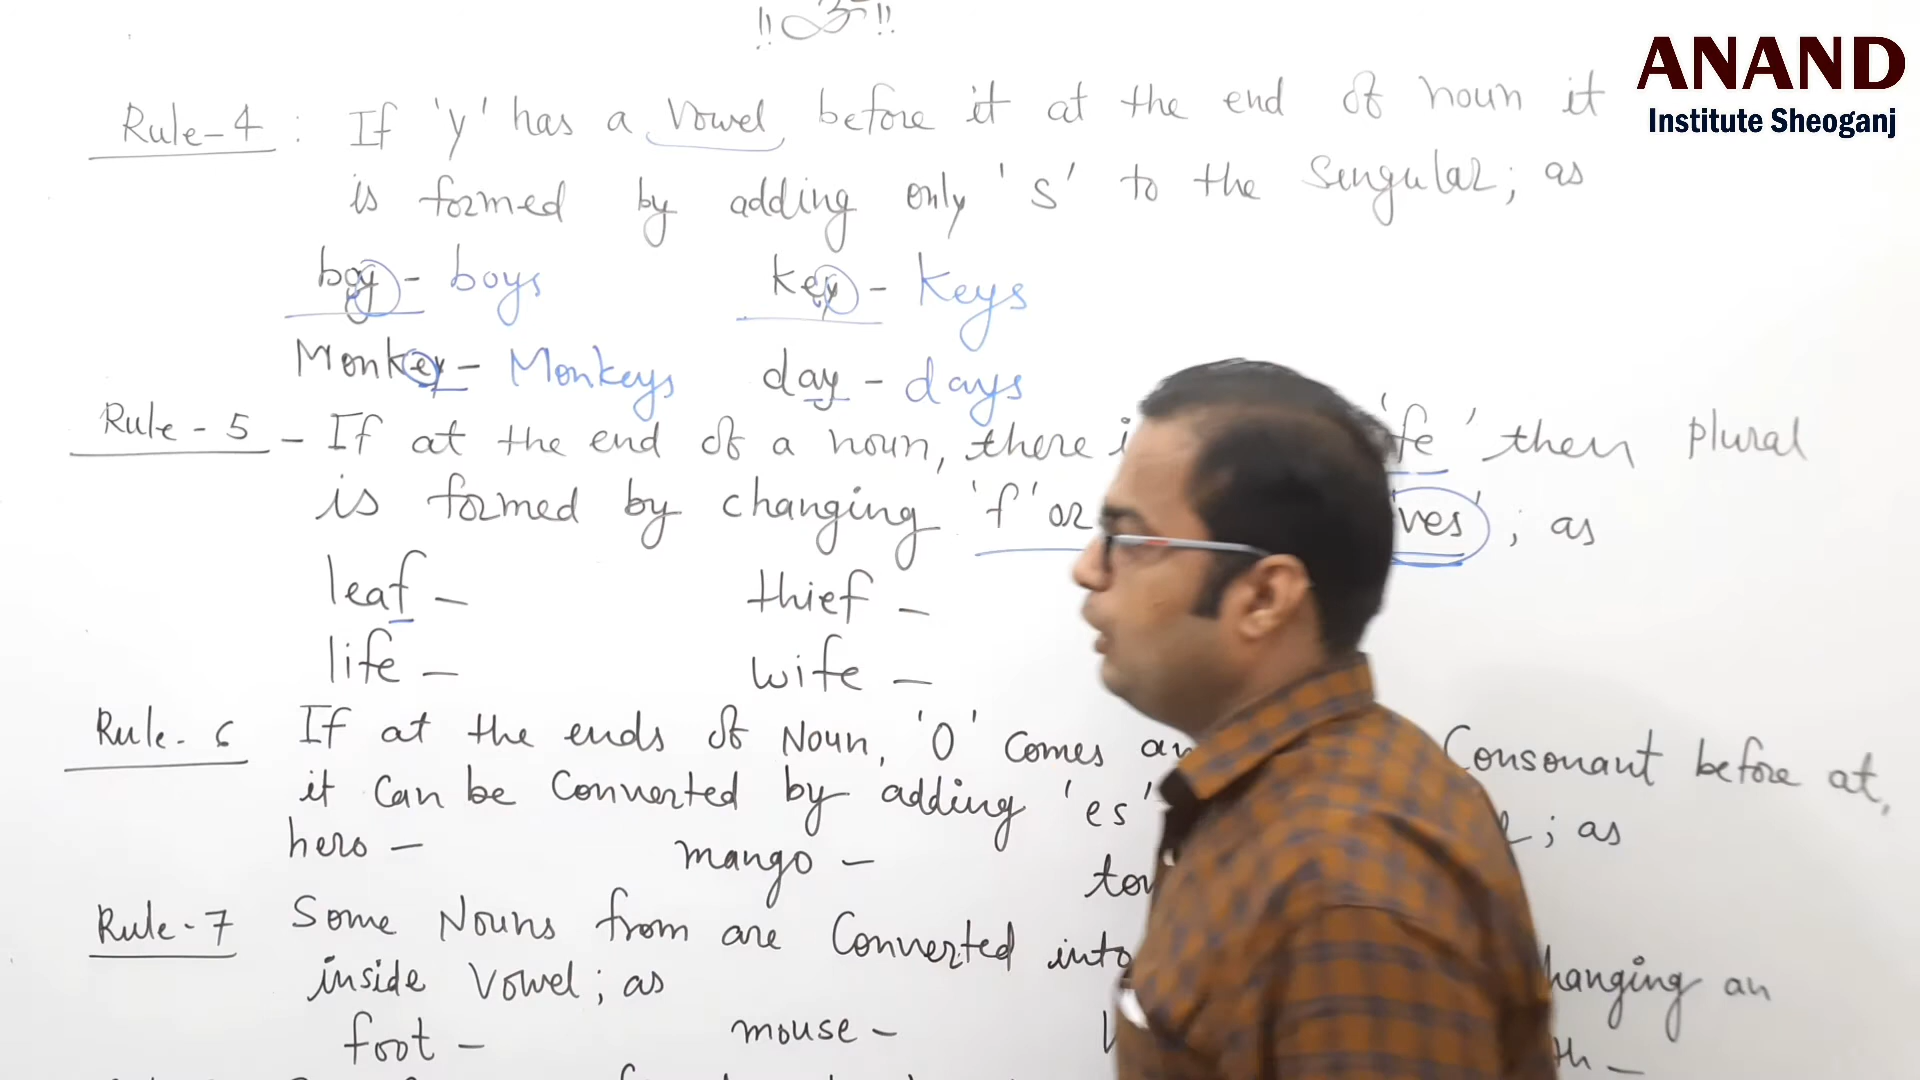 !! ॐ !!
ANAND
Institute Sheoganj
Rule-4 : If 'y' has a vowel before it at the end of noun it
is formed by adding only 's' to the Singular; as
boy - boys key - keys
Monkey - Monkeys day - days
Rule - 5 - If at the end of a noun, there 'fe' then plural
is formed by changing 'f' or 'ves'; as
leaf - thief -
life - wife -
Rule - 6 If at the ends of Noun, 'O' comes Consonant before at,
it can be converted by adding 'es' ; as
hero - mango -
Rule - 7 Some Nouns from are Converted into changing an
inside vowel; as
foot - mouse -